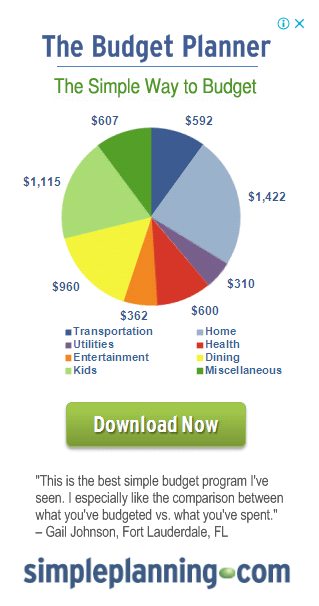 The Budget Planner
The Simple Way to Budget
$607 $592
$1,115 $1,422
$960 $310
$362 $600
Transportation Home
Utilities Health
Entertainment Dining
Kids Miscellaneous
Download Now
"This is the best simple budget program I've
seen. I especially like the comparison between
what you've budgeted vs. what you've spent."
– Gail Johnson, Fort Lauderdale, FL
simpleplanning.com